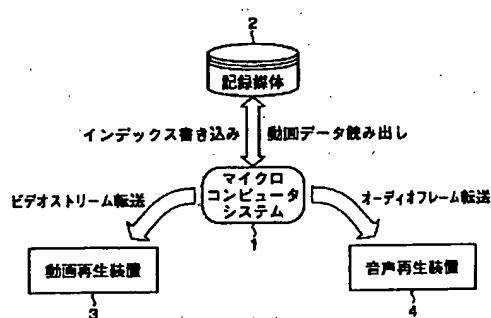 2
記録媒体
インデックス書き込み 動画データ読み出し
マイクロ
コンピュータ
システム
ビデオストリーム転送 オーディオフレーム転送
1
動画再生装置 音声再生装置
3 4